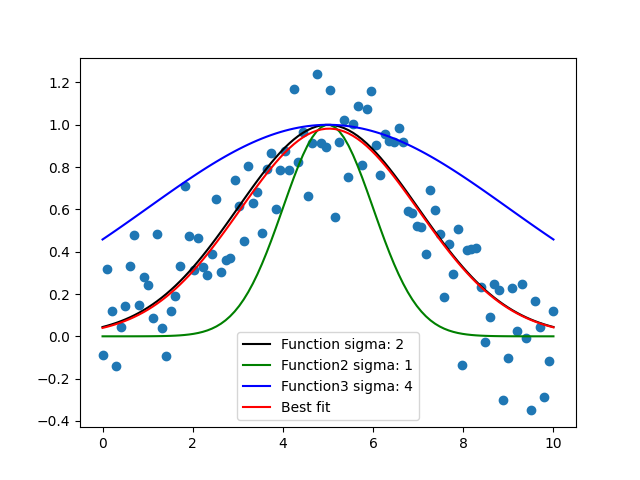 1.2
1.0
0.8
0.6
0.4
0.2
0.0
−0.2
−0.4
0 2 4 6 8 10
Function sigma: 2
Function2 sigma: 1
Function3 sigma: 4
Best fit